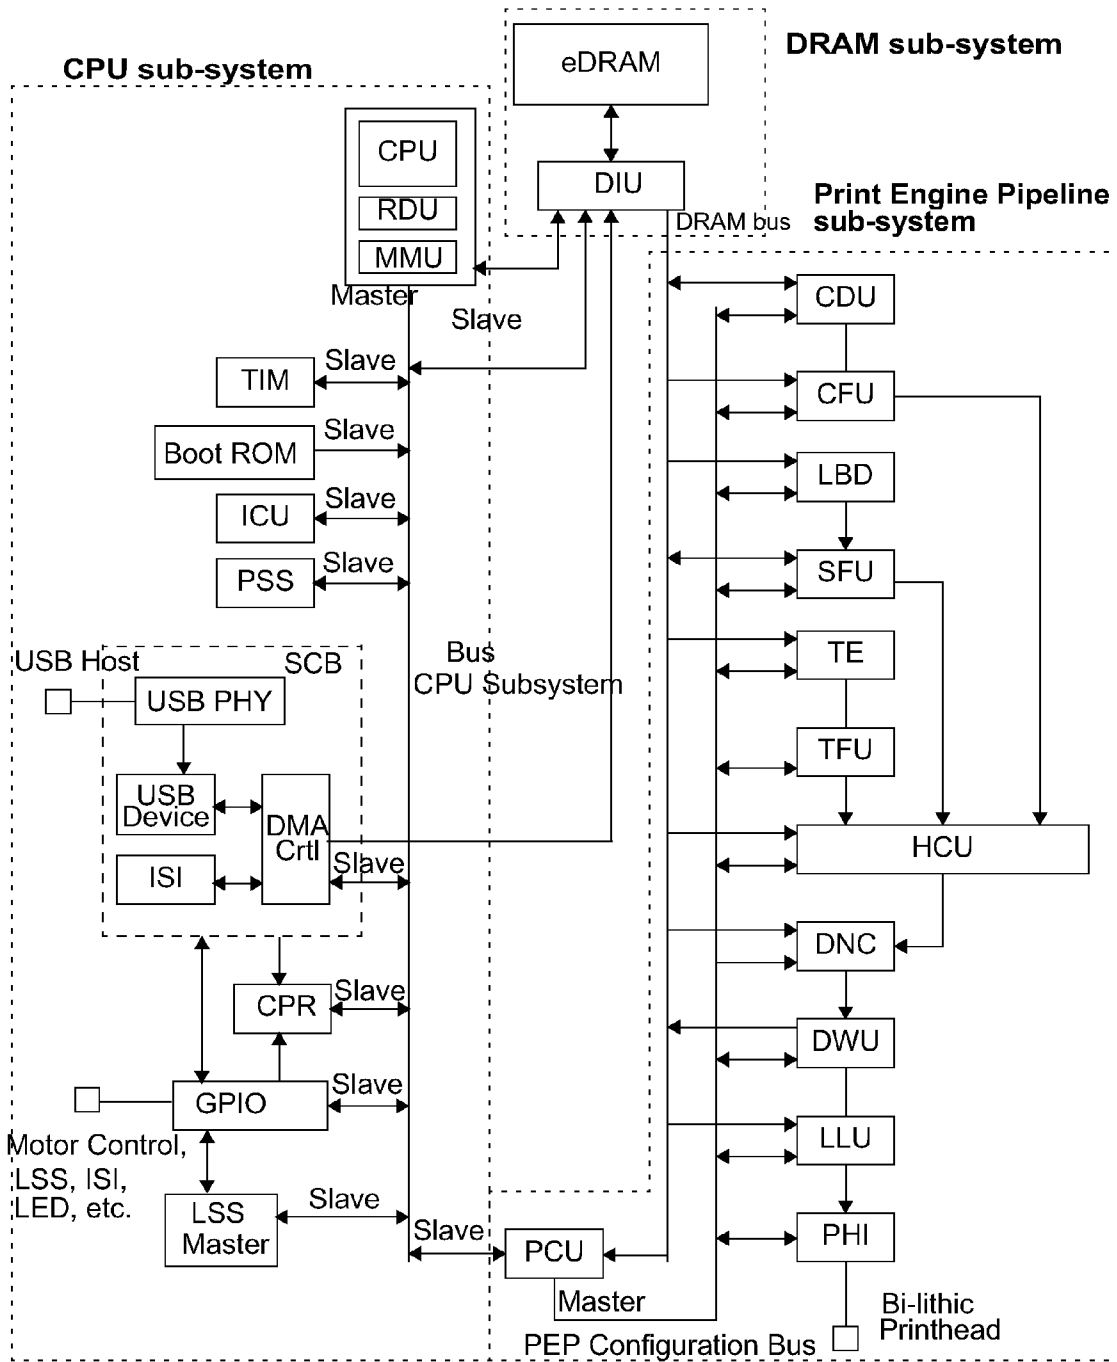 DRAM sub-system
CPU sub-system
eDRAM
CPU
DIU
RDU
MMU
DRAM bus
Print Engine Pipeline
sub-system
Master
Slave
CDU
TIM
Slave
CFU
Boot ROM
Slave
LBD
ICU
Slave
PSS
Slave
SFU
TE
USB Host
SCB
Bus
CPU Subsystem
USB PHY
TFU
USB
Device
DMA
Crtl
HCU
ISI
Slave
DNC
CPR
Slave
DWU
GPIO
Slave
Motor Control,
LSS, ISI,
LED, etc.
LLU
LSS
Master
Slave
Slave
PCU
PHI
Master
PEP Configuration Bus
Bi-lithic
Printhead